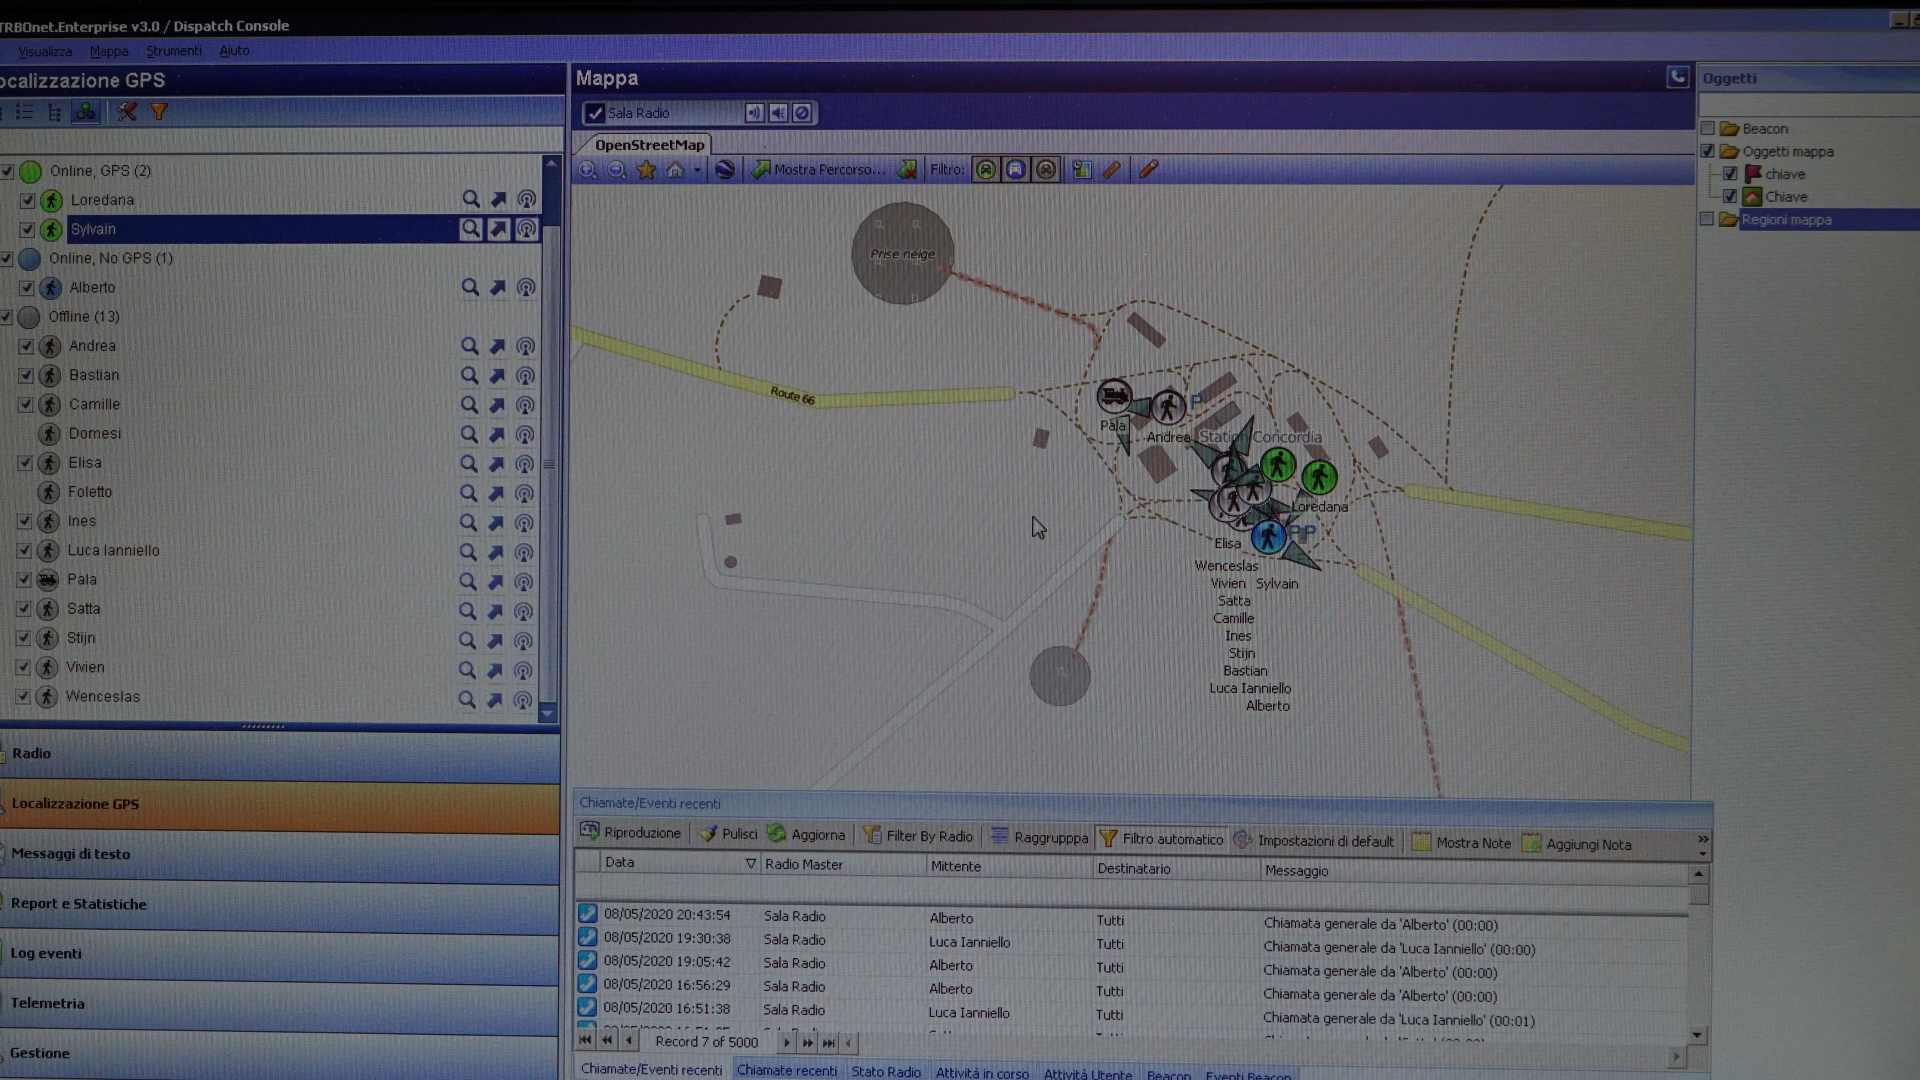 TRBOnet.Enterprise v3.0 / Dispatch Console
Visualizza Mappa Strumenti Aiuto
ocalizzazione GPS
Online, GPS (2)
Loredana
Sylvain
Online, No GPS (1)
Alberto
Offline (13)
Andrea
Bastian
Camille
Domesi
Elisa
Foletto
Ines
Luca Ianniello
Pala
Satta
Stijn
Vivien
Wenceslas
Radio
Localizzazione GPS
Messaggi di testo
Report e Statistiche
Log eventi
Telemetria
Gestione
Mappa
Sala Radio
OpenStreetMap
Mostra Percorso... Filtro:
Prise neige
Route 66
Pala
Andrea
Station Concordia
P
Loredana
PP
Elisa
Wenceslas
Vivien Sylvain
Satta
Camille
Ines
Stijn
Bastian
Luca Ianniello
Alberto
Oggetti
Beacon
Oggetti mappa
chiave
Chiave
Regioni mappa
Chiamate/Eventi recenti
Riproduzione Pulisci Aggiorna Filter By Radio Raggrupppa Filtro automatico Impostazioni di default Mostra Note Aggiungi Nota
Data Radio Master Mittente Destinatario Messaggio
08/05/2020 20:43:54 Sala Radio Alberto Tutti Chiamata generale da 'Alberto' (00:00)
08/05/2020 19:30:38 Sala Radio Luca Ianniello Tutti Chiamata generale da 'Luca Ianniello' (00:00)
08/05/2020 19:05:42 Sala Radio Alberto Tutti Chiamata generale da 'Alberto' (00:00)
08/05/2020 16:56:29 Sala Radio Alberto Tutti Chiamata generale da 'Alberto' (00:00)
08/05/2020 16:51:38 Sala Radio Luca Ianniello Tutti Chiamata generale da 'Luca Ianniello' (00:01)
Record 7 of 5000
Chiamate/Eventi recenti Chiamate recenti Stato Radio Attività in corso Attività Utente Beacon Eventi Beacon